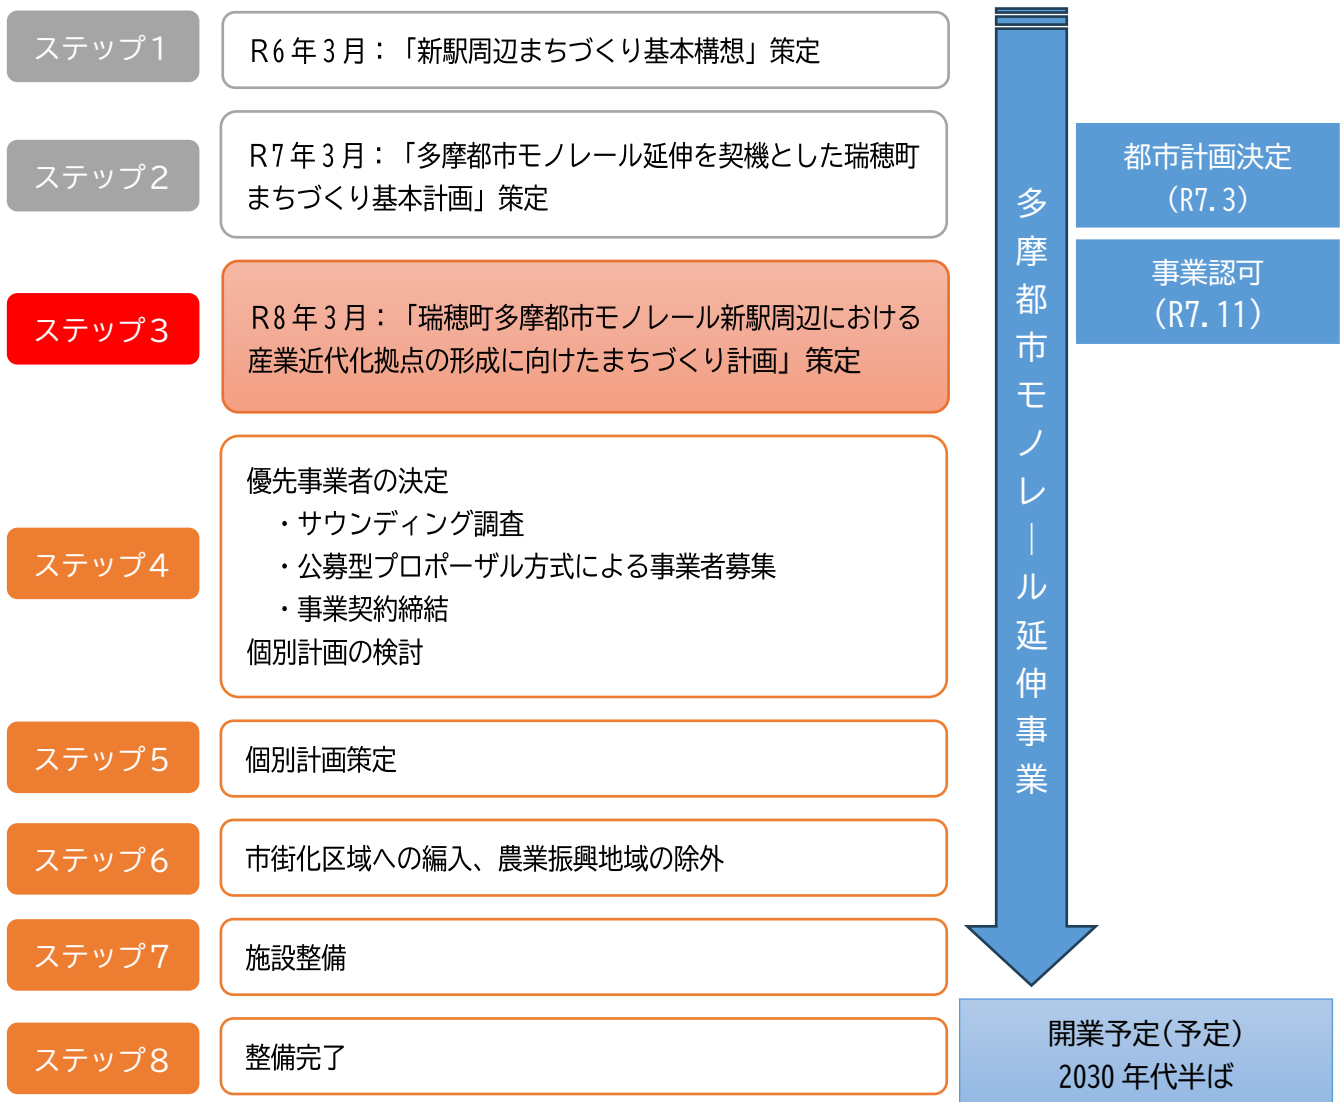 ステップ１
R６年３月：「新駅周辺まちづくり基本構想」策定
ステップ２
R７年３月：「多摩都市モノレール延伸を契機とした瑞穂町
まちづくり基本計画」策定
ステップ３
R８年３月：「瑞穂町多摩都市モノレール新駅周辺における
産業近代化拠点の形成に向けたまちづくり計画」策定
ステップ４
優先事業者の決定
・サウンディング調査
・公募型プロポーザル方式による事業者募集
・事業契約締結
個別計画の検討
ステップ５
個別計画策定
ステップ６
市街化区域への編入、農業振興地域の除外
ステップ７
施設整備
ステップ８
整備完了
多摩都市モノレール延伸事業
都市計画決定
（R7.3）
事業認可
（R7.11）
開業予定(予定)
2030 年代半ば